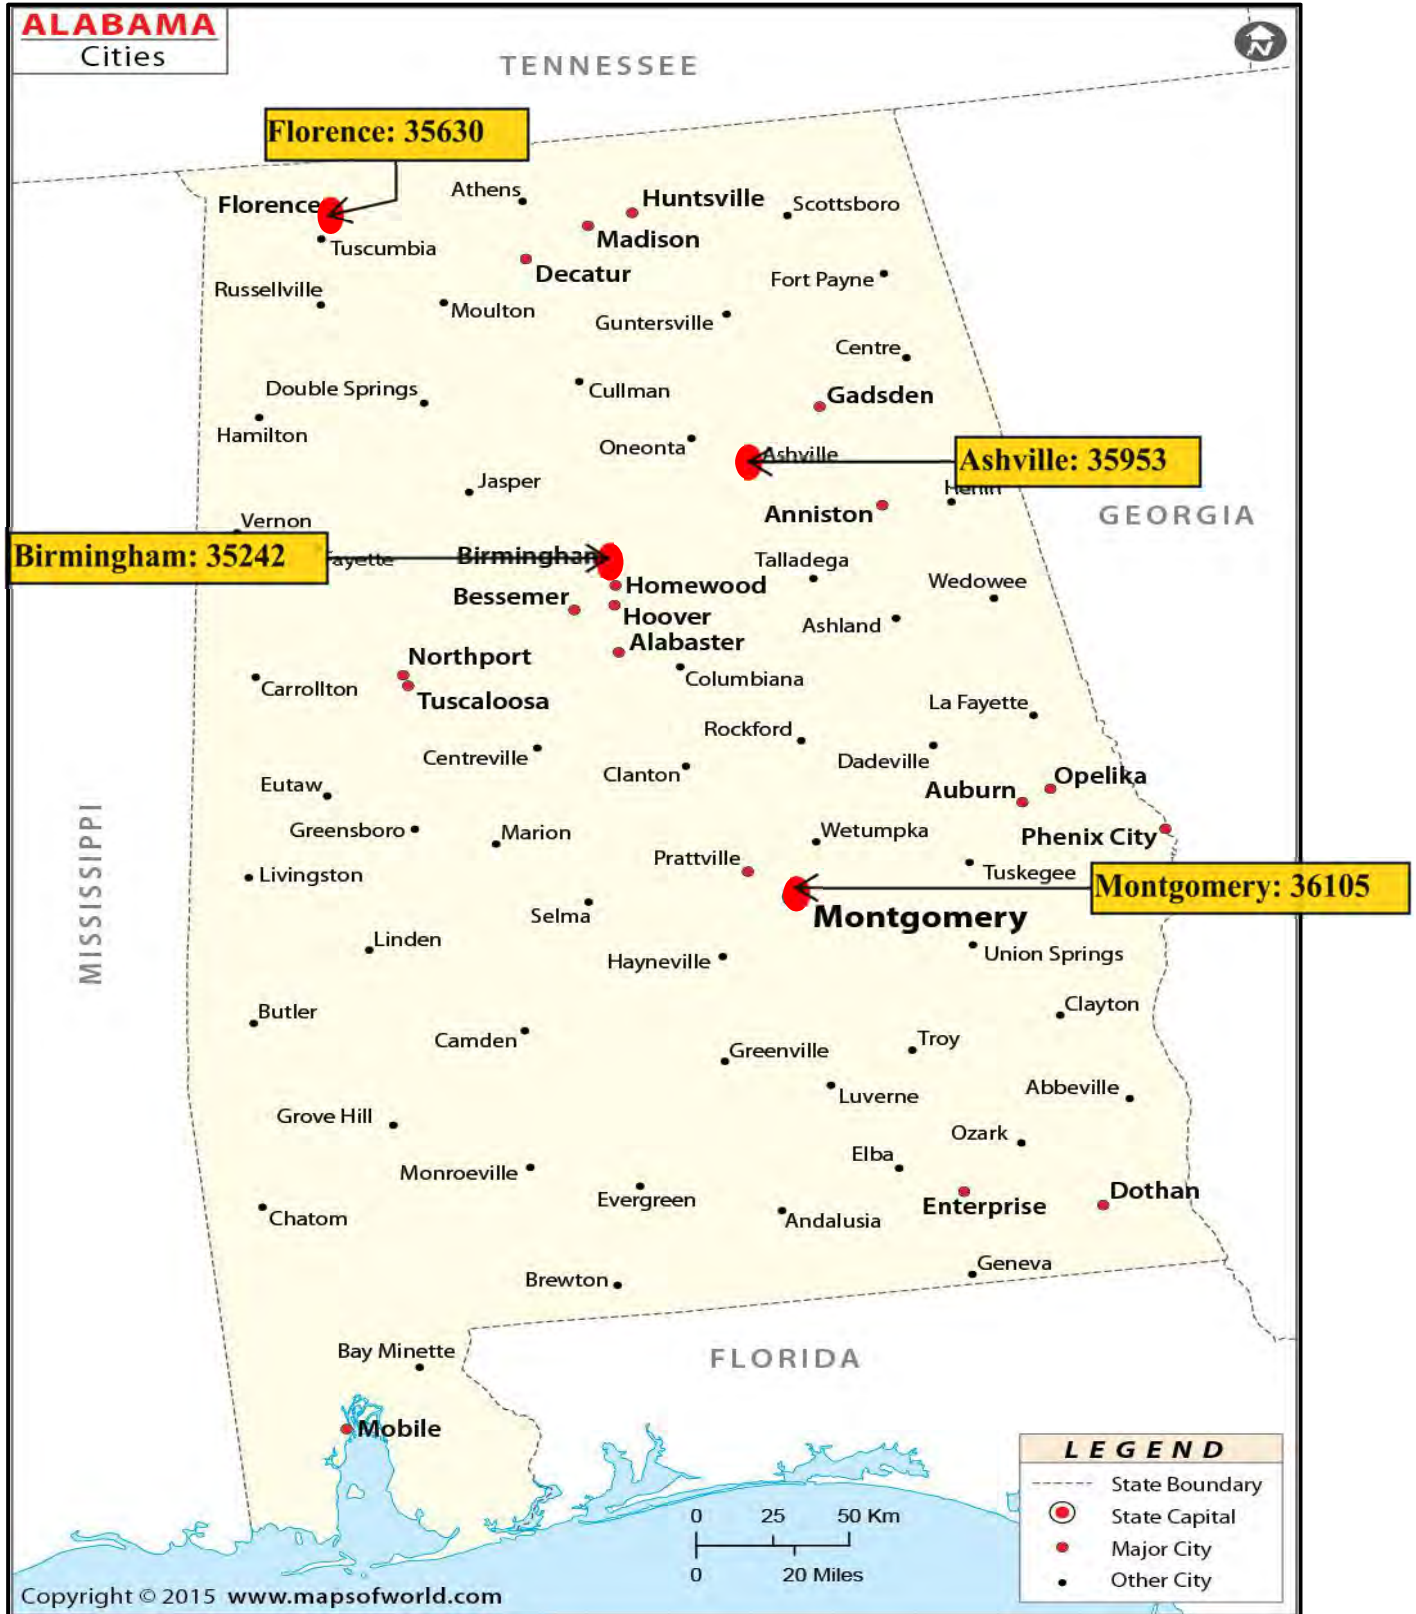 ALABAMA
Cities
TENNESSEE
Florence: 35630
Athens
Huntsville
Scottsboro
Florence
Madison
Tuscumbia
Decatur
Fort Payne
Russellville
Moulton
Guntersville
Centre
Double Springs
Cullman
Gadsden
Hamilton
Oneonta
Ashville
Ashville: 35953
Jasper
Anniston
GEORGIA
Vernon
Birmingham: 35242
ayette
Birmingham
Talladega
Homewood
Wedowee
Bessemer
Hoover
Ashland
Alabaster
Northport
Columbiana
Carrollton
Tuscaloosa
La Fayette
Rockford
Centreville
Dadeville
Clanton
Opelika
Eutaw
Auburn
Greensboro
Marion
Wetumpka
Phenix City
MISSISSIPPI
Prattville
Livingston
Tuskegee
Montgomery: 36105
Selma
Montgomery
Linden
Hayneville
Union Springs
Butler
Clayton
Camden
Greenville
Troy
Luverne
Abbeville
Grove Hill
Ozark
Elba
Monroeville
Evergreen
Dothan
Enterprise
Chatom
Andalusia
Geneva
Brewton
Bay Minette
FLORIDA
Mobile
LEGEND
State Boundary
State Capital
Major City
Other City
0 25 50 Km
0 20 Miles
Copyright © 2015 www.mapsofworld.com
N